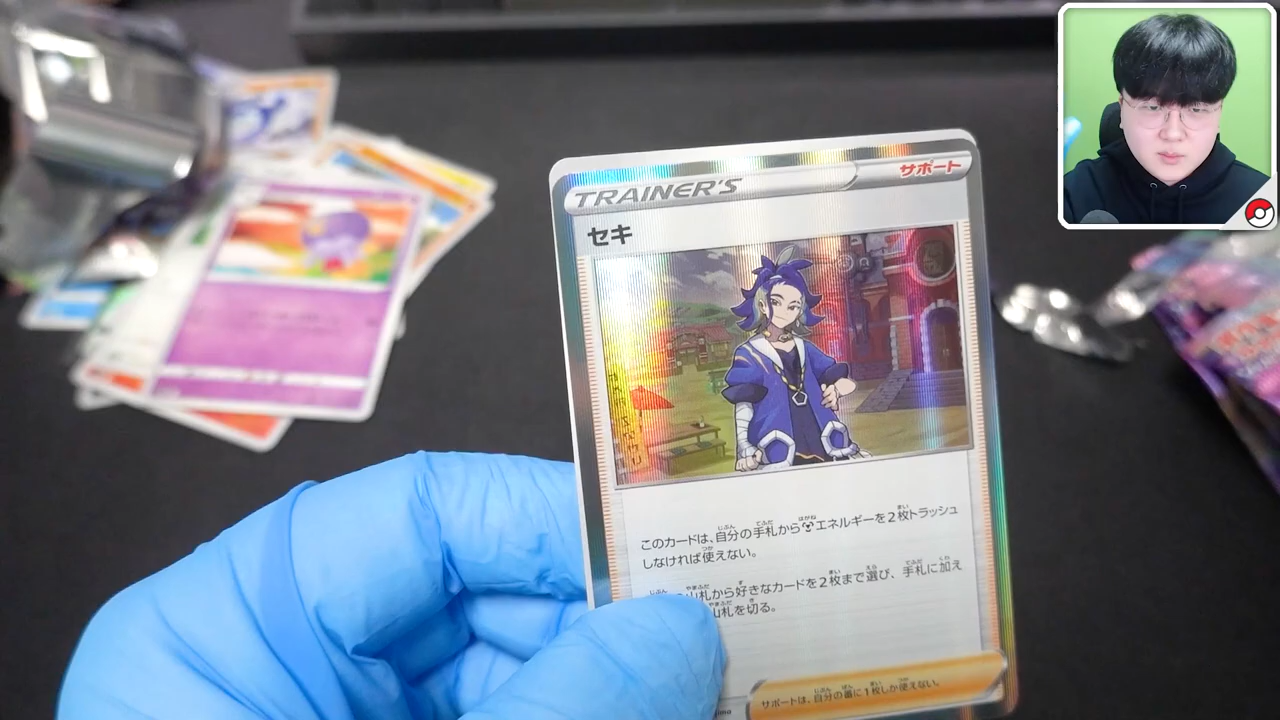 TRAINER'S
サポート
セキ
このカードは、自分の手札からエネルギーを2枚トラッシュ
しなければ使えない。
山札から好きなカードを2枚まで選び、手札に加え
山札を切る。
サポートは、自分の番に1枚しか使えない。